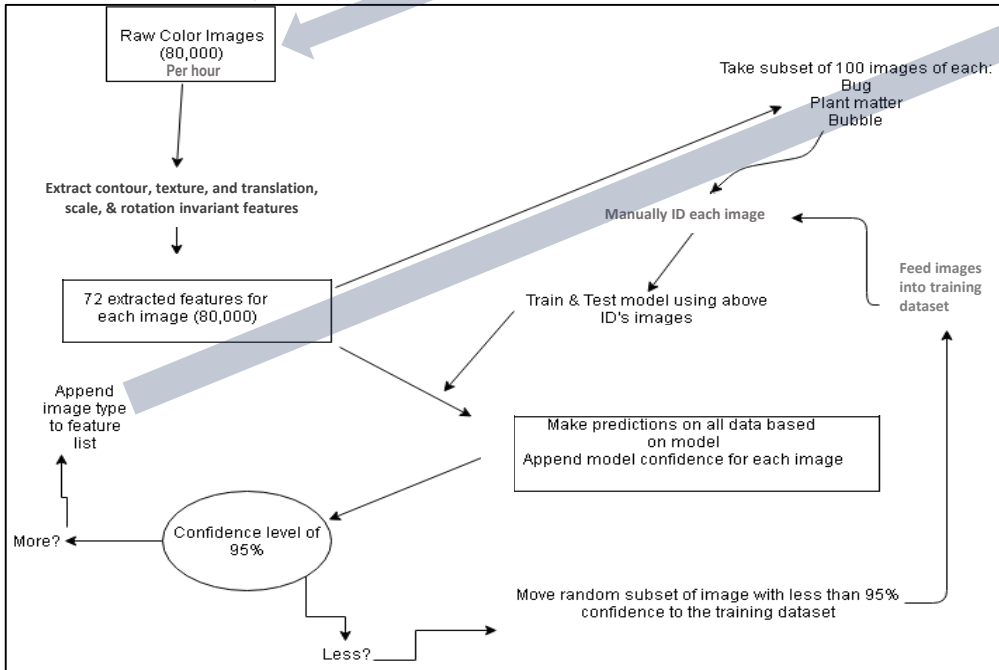 Raw Color Images
(80,000)
Per hour
Take subset of 100 images of each:
Bug
Plant matter
Bubble
Extract contour, texture, and translation,
scale, & rotation invariant features
Manually ID each image
Feed images
into training
dataset
72 extracted features for
each image (80,000)
Train & Test model using above
ID's images
Append
image type
to feature
list
Make predictions on all data based
on model
Append model confidence for each image
Confidence level of
95%
More?
Move random subset of image with less than 95%
confidence to the training dataset
Less?